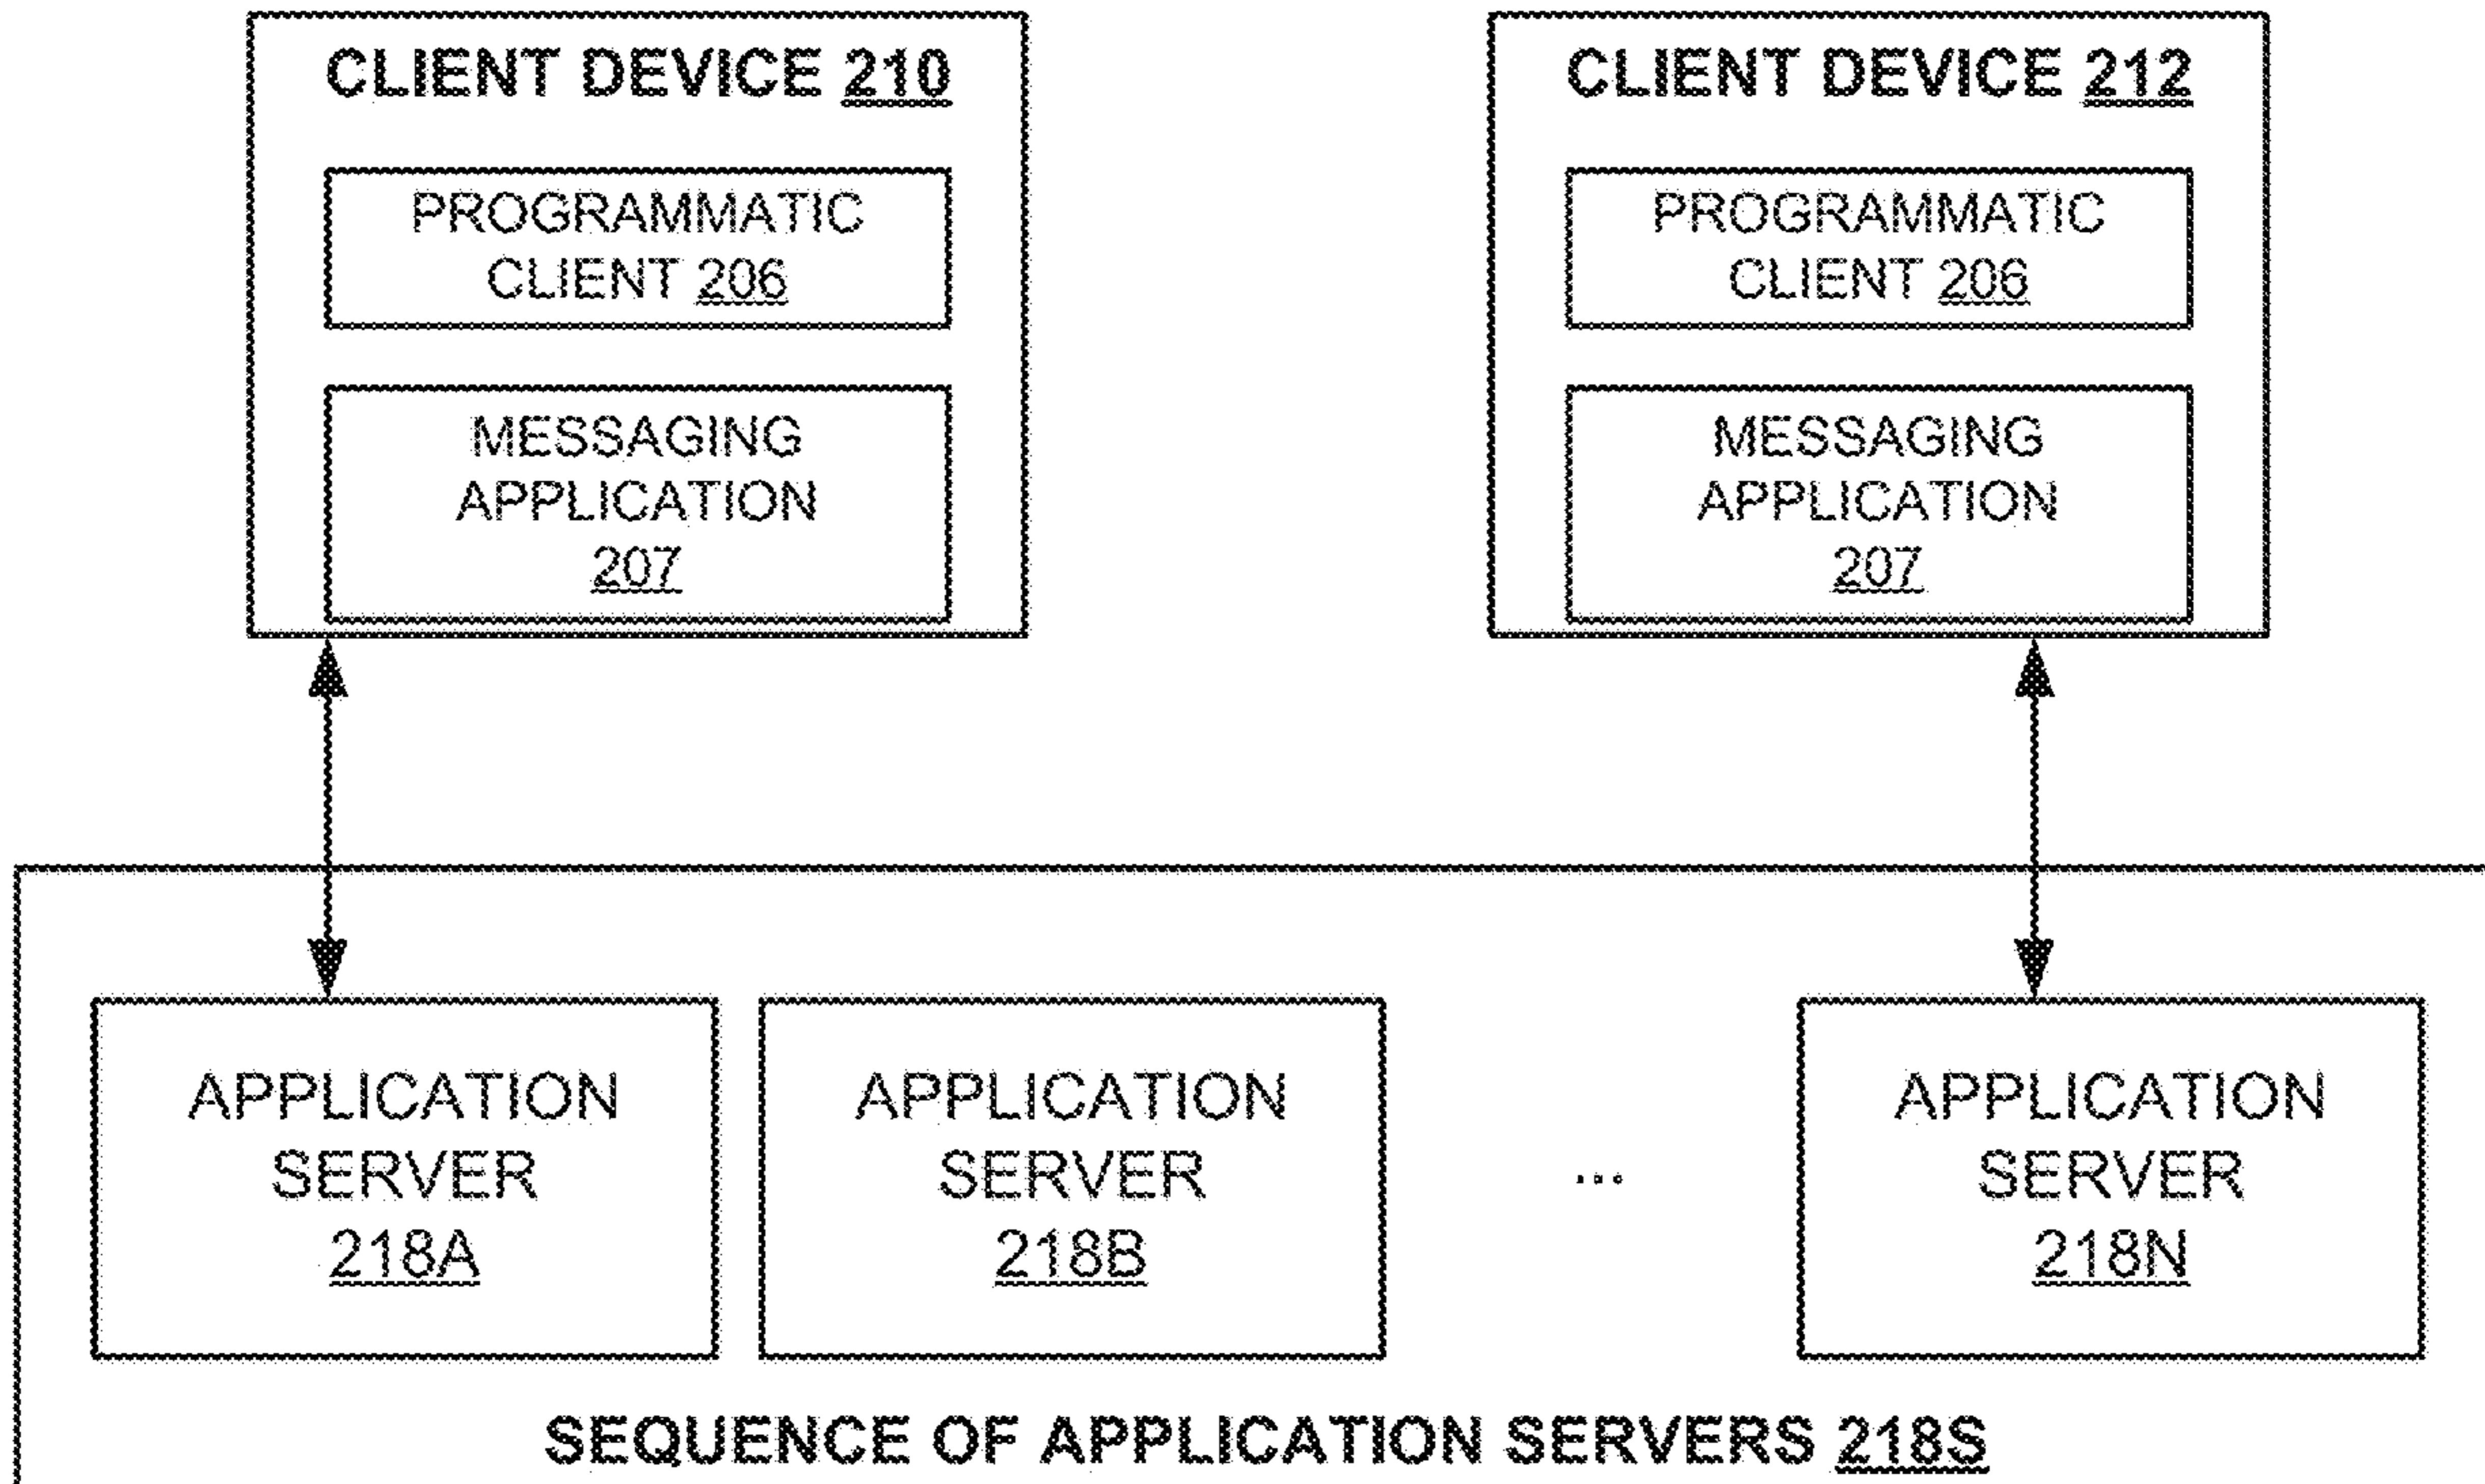 CLIENT DEVICE 210
PROGRAMMATIC
CLIENT 206
MESSAGING
APPLICATION
207
CLIENT DEVICE 212
PROGRAMMATIC
CLIENT 206
MESSAGING
APPLICATION
207
APPLICATION
SERVER
218A
APPLICATION
SERVER
218B
...
APPLICATION
SERVER
218N
SEQUENCE OF APPLICATION SERVERS 218S